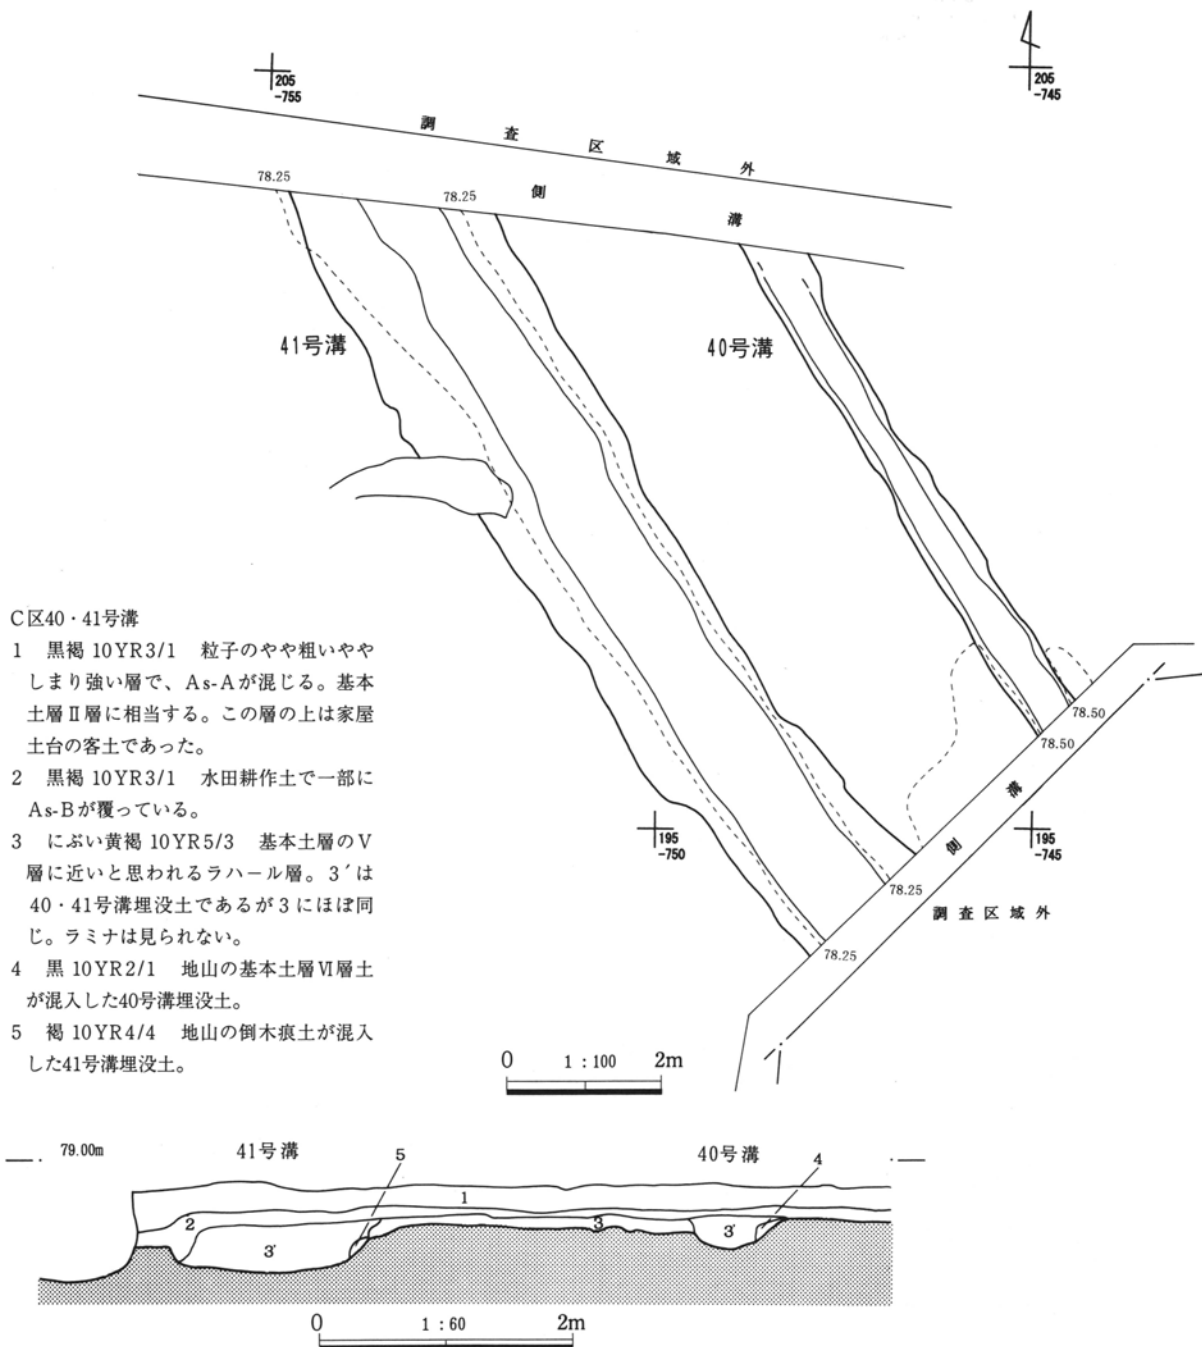 205
-755
205
-745
調査区域外
78.25
78.25
側溝
41号溝
40号溝
C区40・41号溝
1 黒褐 10YR3/1 粒子のやや粗いやや
しまり強い層で、As-Aが混じる。基本
土層Ⅱ層に相当する。この層の上は家屋
土台の客土であった。
2 黒褐 10YR3/1 水田耕作土で一部に
As-Bが覆っている。
3 にぶい黄褐 10YR5/3 基本土層のⅤ
層に近いと思われるラハール層。3´は
40・41号溝埋没土であるが3にほぼ同
じ。ラミナは見られない。
4 黒 10YR2/1 地山の基本土層Ⅵ層土
が混入した40号溝埋没土。
5 褐 10YR4/4 地山の倒木痕土が混入
した41号溝埋没土。
78.50
78.50
側溝
195
-750
195
-745
78.25
78.25
調査区域外
0 1:100 2m
79.00m
41号溝
5
40号溝
4
1
2
3
3'
3'
0 1:60 2m